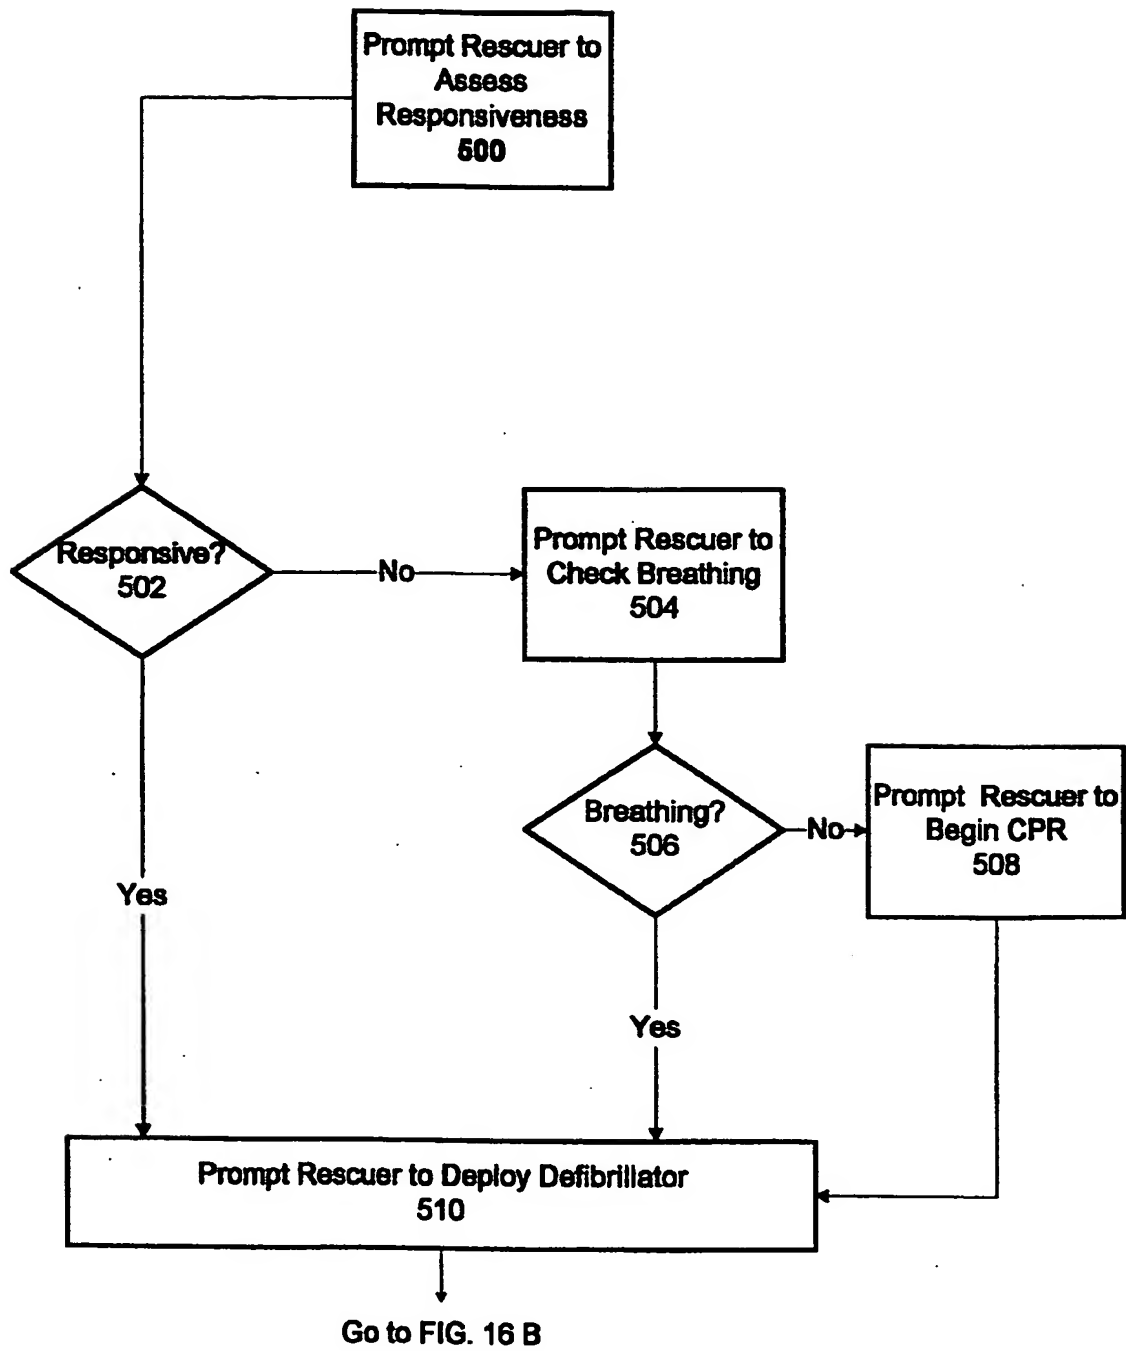 Prompt Rescuer to
Assess
Responsiveness
500
Responsive?
502
No
Prompt Rescuer to
Check Breathing
504
Breathing?
506
No
Prompt Rescuer to
Begin CPR
508
Yes
Yes
Prompt Rescuer to Deploy Defibrillator
510
Go to FIG. 16 B